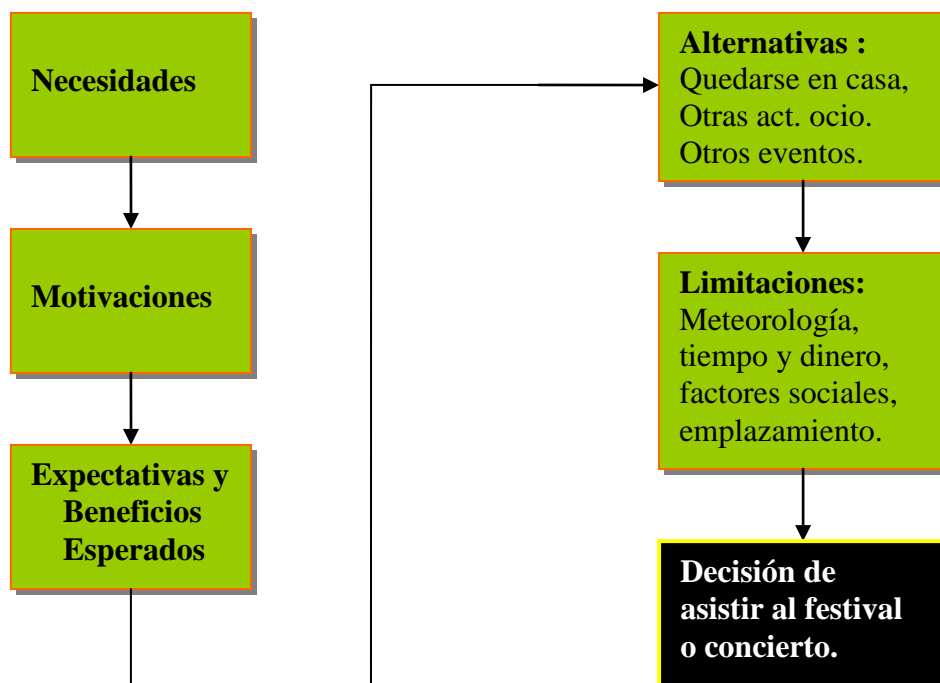 Necesidades
Motivaciones
Expectativas y
Beneficios
Esperados
Alternativas :
Quedarse en casa,
Otras act. ocio.
Otros eventos.
Limitaciones:
Meteorología,
tiempo y dinero,
factores sociales,
emplazamiento.
Decisión de
asistir al festival
o concierto.